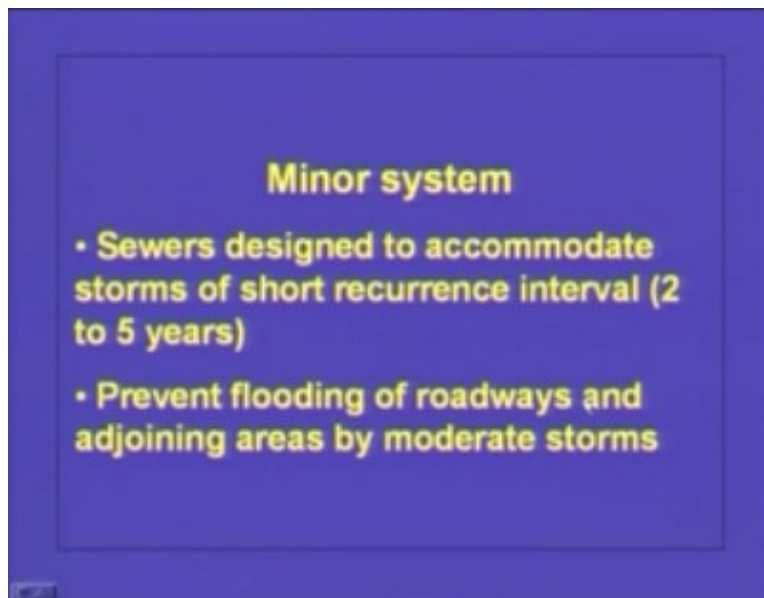 Minor system
• Sewers designed to accommodate
storms of short recurrence interval (2
to 5 years)
• Prevent flooding of roadways and
adjoining areas by moderate storms